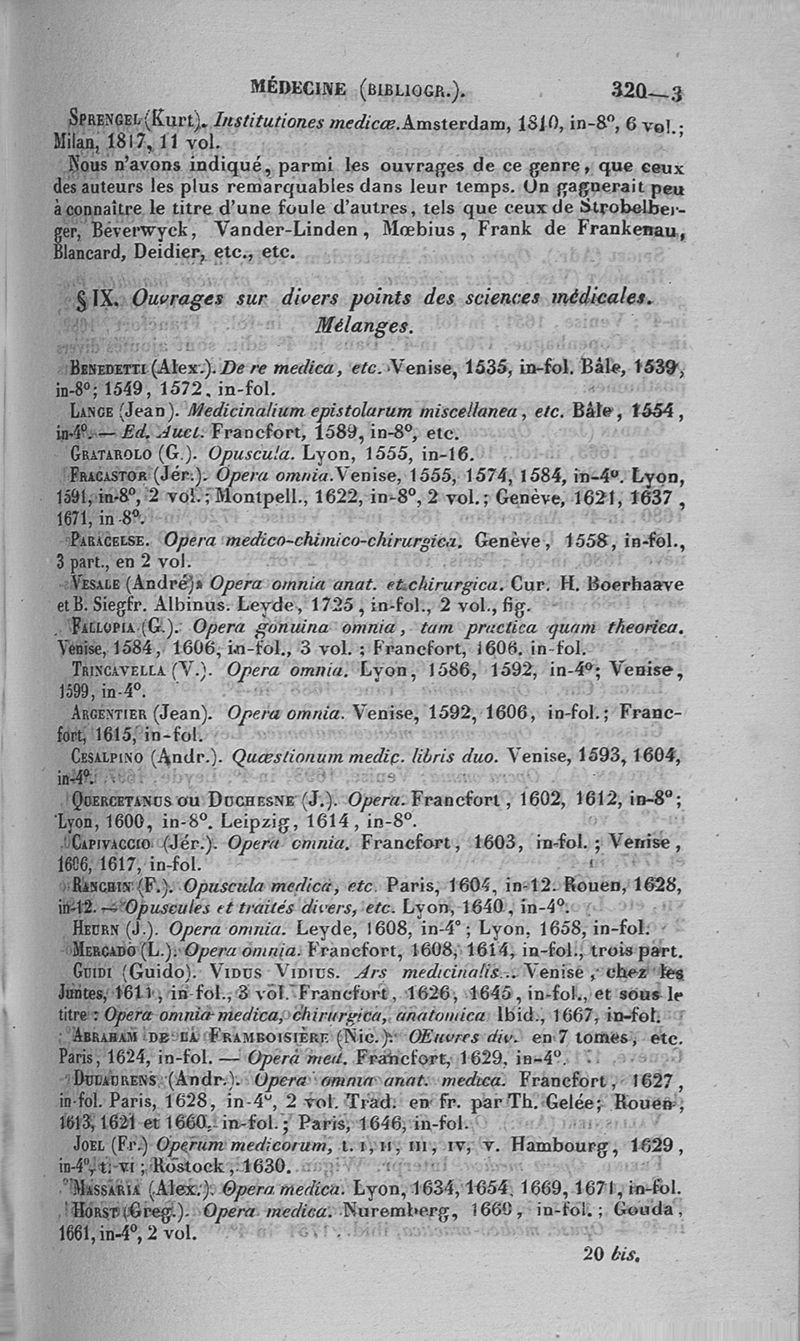 MÉDECINE (BIBLIOGR.). 320—3
SPRENGEL (Kurt). Institutiones medicæ. Amsterdam, 1810, in-8°, 6 vol.;
Milan, 1817, 11 vol.
Nous n'avons indiqué, parmi les ouvrages de ce genre, que ceux
des auteurs les plus remarquables dans leur temps. On gagnerait peu
à connaître le titre d'une foule d'autres, tels que ceux de Strobelber-
ger, Béverwyck, Vander-Linden, Mœbius, Frank de Frankenau,
Blancard, Deidier, etc., etc.
§ IX. Ouvrages sur divers points des sciences médicales.
Mélanges.
BENEDETTI (Alex.). De re medica, etc. Venise, 1535, in-fol. Bâle, 1539,
in-8°; 1549, 1572, in-fol.
LANGE (Jean). Medicinalium epistolarum miscellanea, etc. Bâle, 1554,
in-4°. — Ed. Auct. Francfort, 1589, in-8°, etc.
GRATAROLO (G.). Opuscula. Lyon, 1555, in-16.
FRACASTOR (Jér.). Opera omnia. Venise, 1555, 1574, 1584, in-4°. Lyon,
1591, in-8°, 2 vol.; Montpell., 1622, in-8°, 2 vol.; Genève, 1621, 1637,
1671, in-8°.
PARACELSE. Opera medico-chimico-chirurgica. Genève, 1558, in-fol.,
3 part., en 2 vol.
VESALE (André). Opera omnia anat. et chirurgica. Cur. H. Boerhaave
et B. Siegfr. Albinus. Leyde, 1725, in-fol., 2 vol., fig.
FALLOPIA (G.). Opera gonuina omnia, tam practica quam theorica.
Venise, 1584, 1606, in-fol., 3 vol.; Francfort, 1606, in-fol.
TRINCAVELLA (V.). Opera omnia. Lyon, 1586, 1592, in-4°; Venise,
1599, in-4°.
ARGENTIER (Jean). Opera omnia. Venise, 1592, 1606, in-fol.; Franc-
fort, 1615, in-fol.
CESALPINO (Andr.). Quæstionum medic. libris duo. Venise, 1593, 1604,
in-4°.
QUERCETANUS ou DUCHESNE (J.). Opera. Francfort, 1602, 1612, in-8°;
Lyon, 1600, in-8°. Leipzig, 1614, in-8°.
CAPIVACCIO (Jér.). Opera omnia. Francfort, 1603, in-fol.; Venise,
1606, 1617, in-fol.
RANCHIN (F.). Opuscula medica, etc. Paris, 1604, in-12. Rouen, 1628,
in-12. — Opuscules et traités divers, etc. Lyon, 1640, in-4°.
HEURN (J.). Opera omnia. Leyde, 1608, in-4°; Lyon, 1658, in-fol.
MERCADO (L.). Opera omnia. Francfort, 1608, 1614, in-fol., trois part.
GUIDI (Guido). VIDUS VIDIUS. Ars medicinalis... Venise, chez les
Juntes, 1611, in-fol., 3 vol. Francfort, 1626, 1645, in-fol., et sous le
titre : Opera omnia medica, chirurgica, anatomica Ibid., 1667, in-fol.
ABRAHAM DE LA FRAMBOISIÈRE (Nic.). OEuvres div. en 7 tomes, etc.
Paris, 1624, in-fol. — Opera med. Francfort, 1629, in-4°.
DULAURENS (Andr.). Opera omnia anat. medica. Francfort, 1627,
in-fol. Paris, 1628, in-4°, 2 vol. Trad. en fr. par Th. Gelée; Rouen,
1613, 1621 et 1660, in-fol.; Paris, 1646, in-fol.
JOEL (Fr.) Operum medicorum, t. I, II, III, IV, V. Hambourg, 1629,
in-4°, t. VI; Rostock, 1630.
MASSARIA (Alex.). Opera medica. Lyon, 1634, 1654, 1669, 1671, in-fol.
HORST (Greg.). Opera medica. Nuremberg, 1660, in-fol.; Gouda,
1661, in-4°, 2 vol.
20 bis.